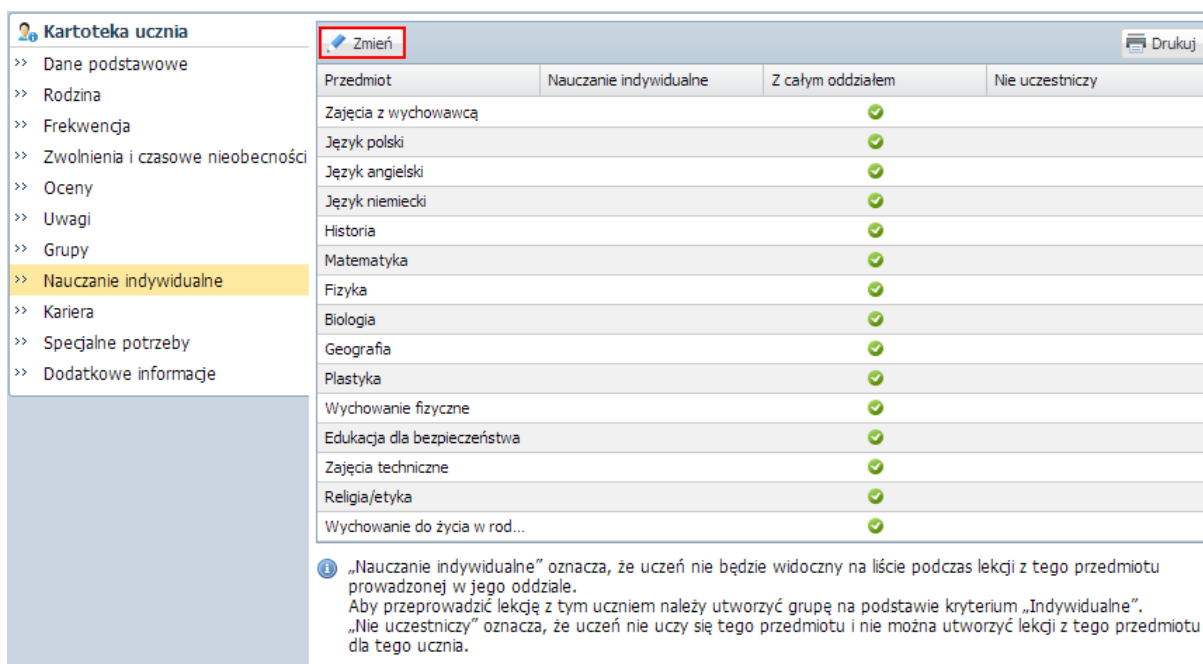 Kartoteka ucznia
>> Dane podstawowe
>> Rodzina
>> Frekwencja
>> Zwolnienia i czasowe nieobecności
>> Oceny
>> Uwagi
>> Grupy
>> Nauczanie indywidualne
>> Kariera
>> Specjalne potrzeby
>> Dodatkowe informacje
Zmień Drukuj
Przedmiot Nauczanie indywidualne Z całym oddziałem Nie uczestniczy
Zajęcia z wychowawcą
Język polski
Język angielski
Język niemiecki
Historia
Matematyka
Fizyka
Biologia
Geografia
Plastyka
Wychowanie fizyczne
Edukacja dla bezpieczeństwa
Zajęcia techniczne
Religia/etyka
Wychowanie do życia w rod...
„Nauczanie indywidualne” oznacza, że uczeń nie będzie widoczny na liście podczas lekcji z tego przedmiotu
prowadzonej w jego oddziale.
Aby przeprowadzić lekcję z tym uczniem należy utworzyć grupę na podstawie kryterium „Indywidualne”.
„Nie uczestniczy” oznacza, że uczeń nie uczy się tego przedmiotu i nie można utworzyć lekcji z tego przedmiotu
dla tego ucznia.